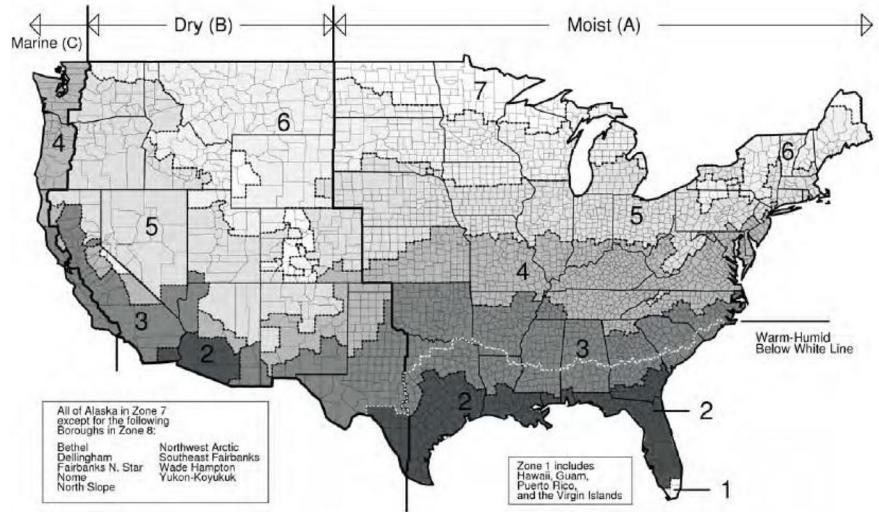 Marine (C)
Dry (B)
Moist (A)
7
6
4
6
5
5
4
3
3
2
2
Warm-Humid
Below White Line
2
1
All of Alaska in Zone 7
except for the following
Boroughs in Zone 8:
Bethel
Dellingham
Fairbanks N. Star
Nome
North Slope
Northwest Arctic
Southeast Fairbanks
Wade Hampton
Yukon-Koyukuk
Zone 1 includes
Hawaii, Guam,
Puerto Rico,
and the Virgin Islands